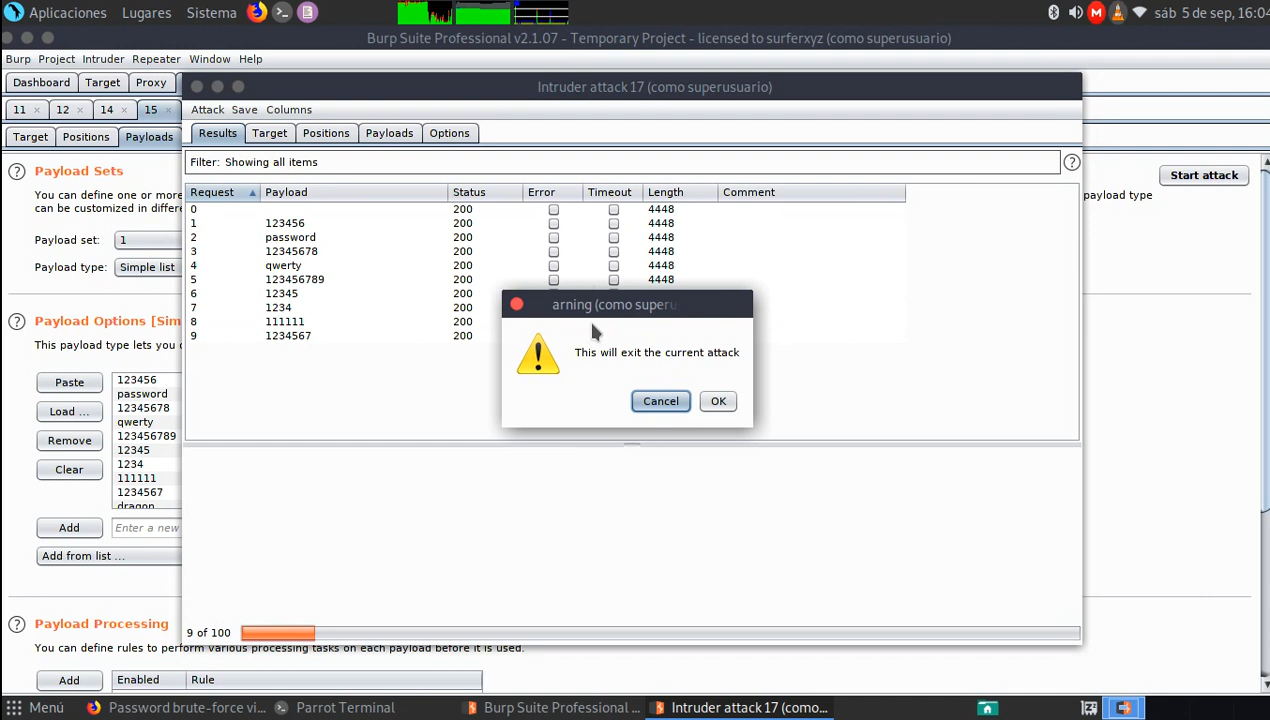 Aplicaciones Lugares Sistema sáb 5 de sep, 16:04
Burp Suite Professional v2.1.07 - Temporary Project - licensed to surferxyz (como superusuario)
Burp Project Intruder Repeater Window Help
Dashboard Target Proxy
Intruder attack 17 (como superusuario)
11 × 12 × 14 × 15 ×
Attack Save Columns
Target Positions Payloads
Results Target Positions Payloads Options
Filter: Showing all items ?
? Payload Sets
Start attack
You can define one or more payload type
can be customized in differe
Payload set: 1
Payload type: Simple list
Request Payload Status Error Timeout Length Comment
0 200 4448
1 123456 200 4448
2 password 200 4448
3 12345678 200 4448
4 qwerty 200 4448
5 123456789 200 4448
6 12345 200
7 1234 200
8 111111 200
9 1234567 200
arning (como superu
This will exit the current attack
Cancel OK
? Payload Options [Sim
This payload type lets you c
Paste
Load ...
Remove
Clear
123456
password
12345678
qwerty
123456789
12345
1234
111111
1234567
dragon
Add Enter a new
Add from list ...
9 of 100
? Payload Processing
You can define rules to perform various processing tasks on each payload before it is used.
Add Enabled Rule
Menú Password brute-force vi... Parrot Terminal Burp Suite Professional ... Intruder attack 17 (como...